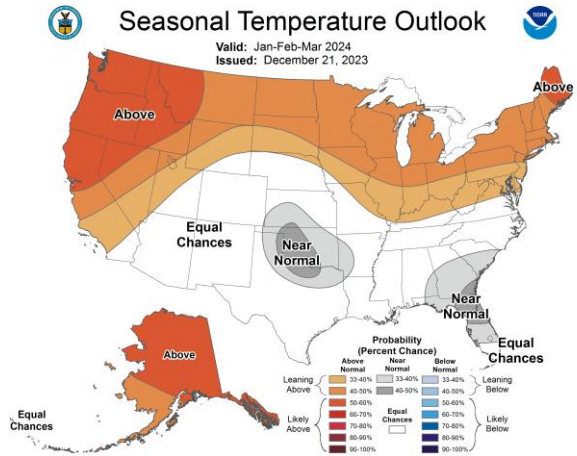 Seasonal Temperature Outlook
NOAA
Valid: Jan-Feb-Mar 2024
Issued: December 21, 2023
Above
Above
Equal
Chances
Near
Normal
Near
Normal
Equal
Chances
Above
Equal
Chances
Probability
(Percent Chance)
Above
Normal
Near
Normal
Below
Normal
Leaning
Above
33-40%
33-40%
33-40%
Leaning
Below
40-50%
40-50%
40-50%
Likely
Above
50-60%
50-60%
Likely
Below
60-70%
60-70%
70-80%
70-80%
80-90%
80-90%
90-100%
90-100%
Equal
Chances